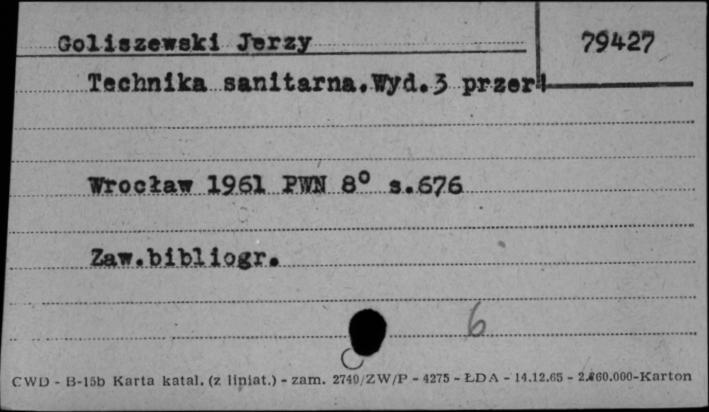 Goliszewski Jerzy
79427
Technika sanitarna.Wyd.3 przer
Wrocław 1961 PWN 8° s.676
Zaw.bibliogr.
6
CWD - B-15b Karta katal. (z liniat.) - zam. 2740/ZW/P - 4275 - ŁDA - 14.12.65 - 2.860.000-Karton